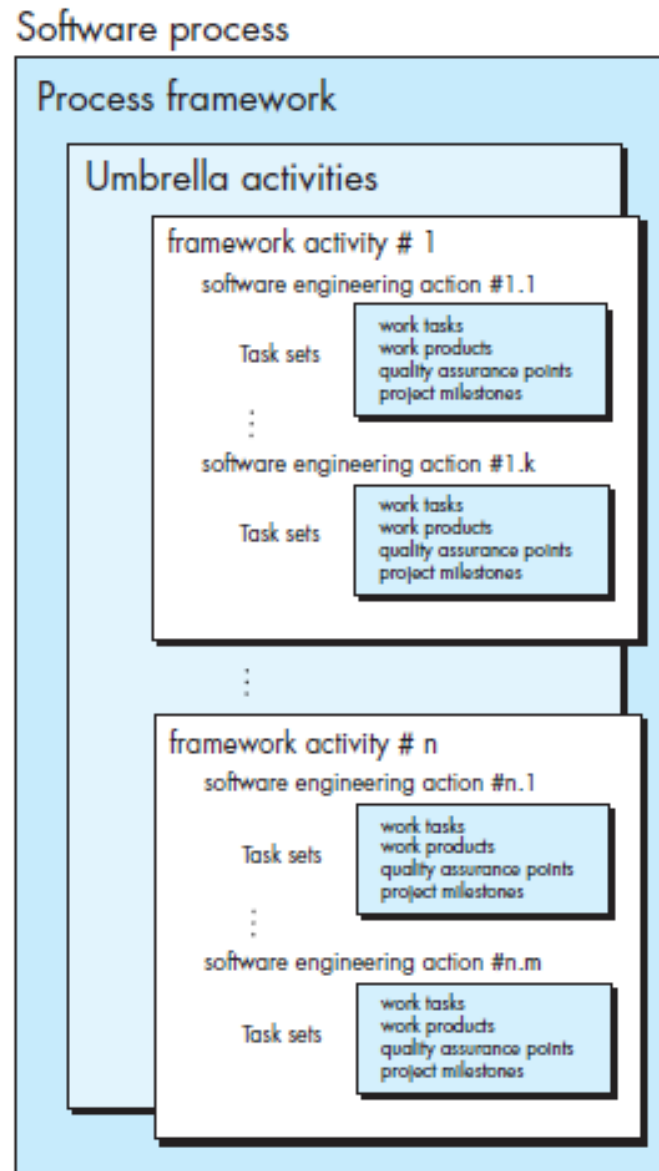 Software process
Process framework
Umbrella activities
framework activity # 1
software engineering action #1.1
Task sets
work tasks
work products
quality assurance points
project milestones
software engineering action #1.k
Task sets
work tasks
work products
quality assurance points
project milestones
framework activity # n
software engineering action #n.1
Task sets
work tasks
work products
quality assurance points
project milestones
software engineering action #n.m
Task sets
work tasks
work products
quality assurance points
project milestones